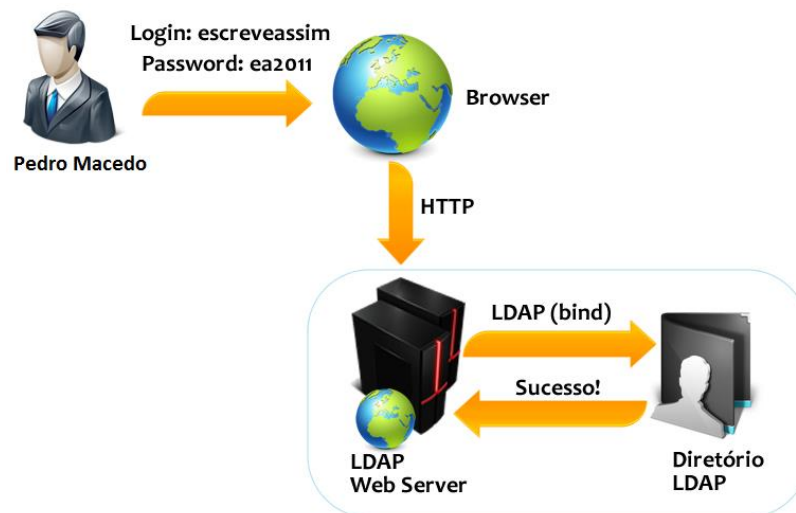 Login: escreveassim
Password: ea2011
Pedro Macedo
Browser
HTTP
LDAP (bind)
Sucesso!
LDAP
Web Server
Diretório
LDAP